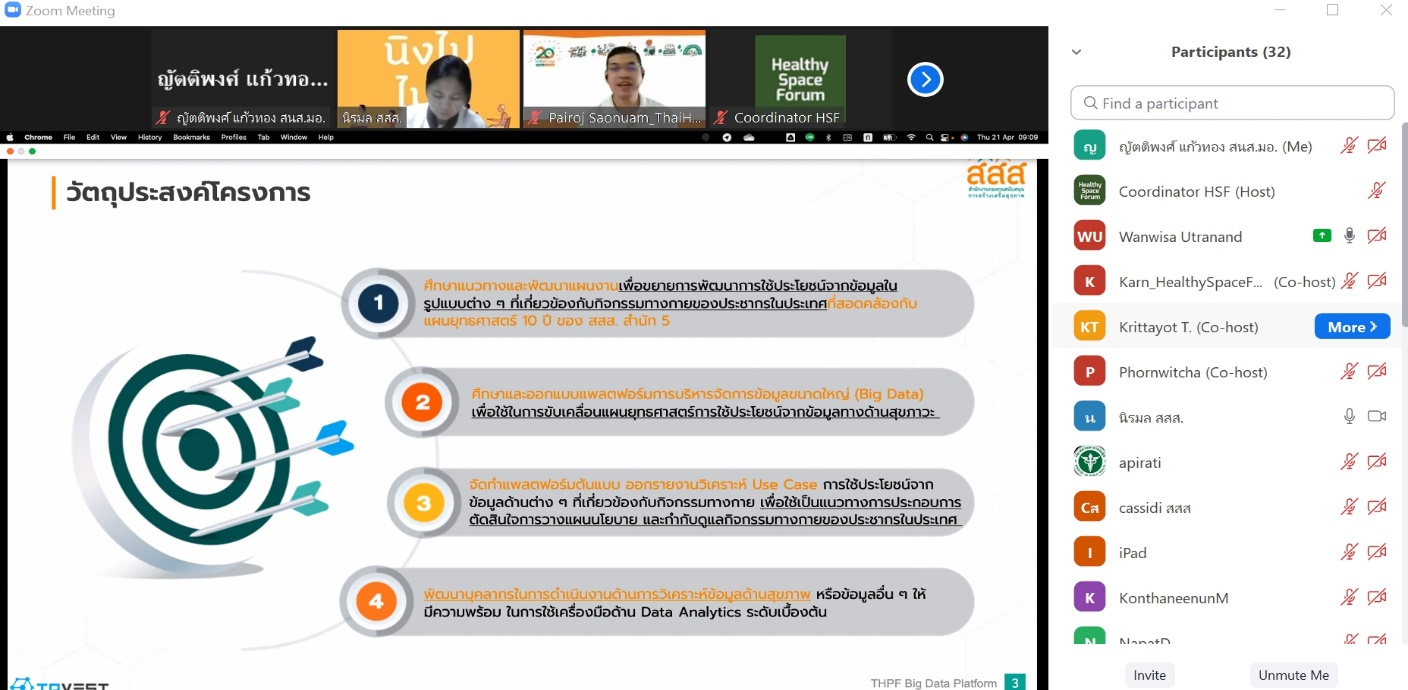 Zoom Meeting
ญัตติพงศ์ แก้วทอ...
ญัตติพงศ์ แก้วทอง สนส.มอ.
นิรมล สสส.
Pairoj Saonuam_ThaiH...
Healthy
Space
Forum
Coordinator HSF
Chrome File Edit View History Bookmarks Profiles Tab Window Help
Thu 21 Apr 09:09
วัตถุประสงค์โครงการ
สสส
สำนักงานกองทุนสนับสนุน
การสร้างเสริมสุขภาพ
1
ศึกษาแนวทางและพัฒนาแผนงานเพื่อขยายการพัฒนาการใช้ประโยชน์จากข้อมูลใน
รูปแบบต่าง ๆ ที่เกี่ยวข้องกับกิจกรรมทางกายของประชากรในประเทศที่สอดคล้องกับ
แผนยุทธศาสตร์ 10 ปี ของ สสส. สำนัก 5
2
ศึกษาและออกแบบแพลตฟอร์มการบริหารจัดการข้อมูลขนาดใหญ่ (Big Data)
เพื่อใช้ในการขับเคลื่อนแผนยุทธศาสตร์การใช้ประโยชน์จากข้อมูลทางด้านสุขภาวะ
3
จัดทำแพลตฟอร์มต้นแบบ ออกรายงานวิเคราะห์ Use Case การใช้ประโยชน์จาก
ข้อมูลด้านต่าง ๆ ที่เกี่ยวข้องกับกิจกรรมทางกาย เพื่อใช้เป็นแนวทางการประกอบการ
ตัดสินใจการวางแผนนโยบาย และกำกับดูแลกิจกรรมทางกายของประชากรในประเทศ
4
พัฒนาบุคลากรในการดำเนินงานด้านการวิเคราะห์ข้อมูลด้านสุขภาพ หรือข้อมูลอื่น ๆ ให้
มีความพร้อม ในการใช้เครื่องมือด้าน Data Analytics ระดับเบื้องต้น
THPF Big Data Platform 3
Participants (32)
Find a participant
ญ ญัตติพงศ์ แก้วทอง สนส.มอ. (Me)
Healthy Space Forum Coordinator HSF (Host)
WU Wanwisa Utranand
K Karn_HealthySpaceF... (Co-host)
KT Krittayot T. (Co-host) More
P Phornwitcha (Co-host)
น นิรมล สสส.
apirati
Cส cassidi สสส
I iPad
K KonthaneenunM
N NapatD
Invite Unmute Me